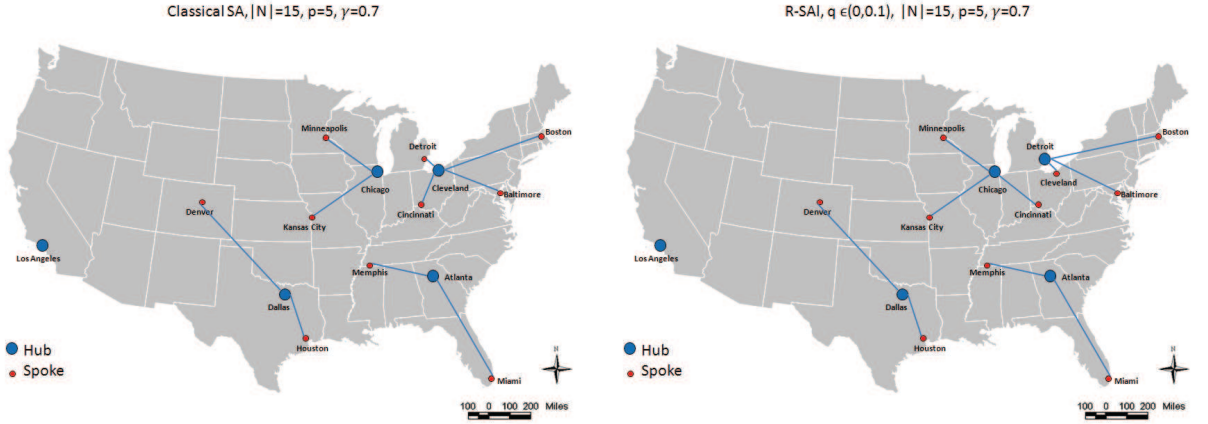 Classical SA,|N|=15, p=5, γ=0.7
Minneapolis
Boston
Detroit
Chicago
Cleveland
Baltimore
Denver
Cincinnati
Kansas City
Los Angeles
Memphis
Atlanta
Dallas
Houston
Hub
Spoke
Miami
N
100 0 100 200 Miles
R-SAI, q ϵ(0,0.1), |N|=15, p=5, γ=0.7
Minneapolis
Boston
Detroit
Chicago
Cleveland
Baltimore
Denver
Cincinnati
Kansas City
Los Angeles
Memphis
Atlanta
Dallas
Houston
Hub
Spoke
Miami
N
100 0 100 200 Miles